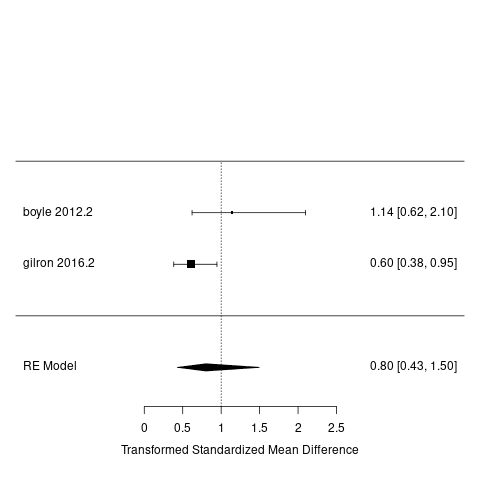 boyle 2012.2 1.14 [0.62, 2.10]
gilron 2016.2 0.60 [0.38, 0.95]
RE Model 0.80 [0.43, 1.50]
0 0.5 1 1.5 2 2.5
Transformed Standardized Mean Difference